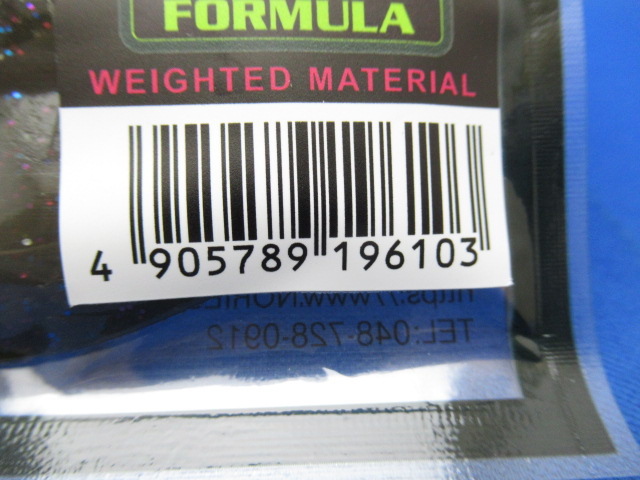 FORMULA
WEIGHTED MATERIAL
4 905789 196103
TEL:048-728-0912